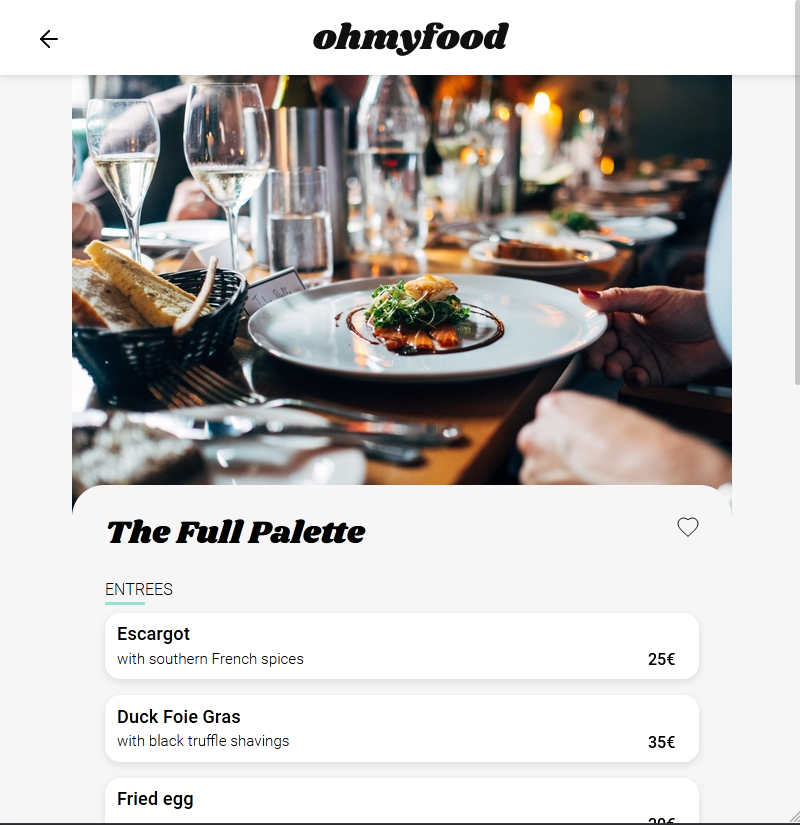 ohmyfood
The Full Palette
ENTREES
Escargot
with southern French spices
25€
Duck Foie Gras
with black truffle shavings
35€
Fried egg